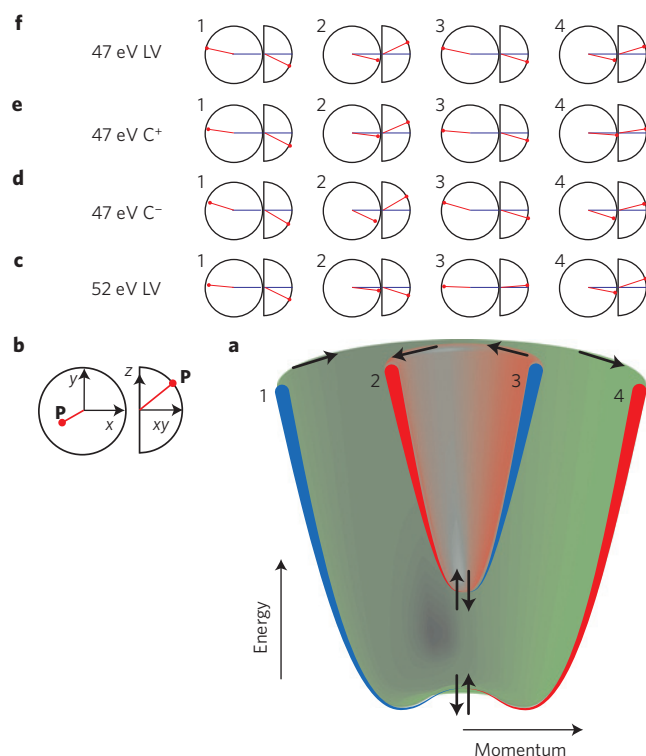 f
47 eV LV
1 2 3 4
e
47 eV C⁺
1 2 3 4
d
47 eV C⁻
1 2 3 4
c
52 eV LV
1 2 3 4
b
y x P
z xy P
a
1 2 3 4
Energy
Momentum